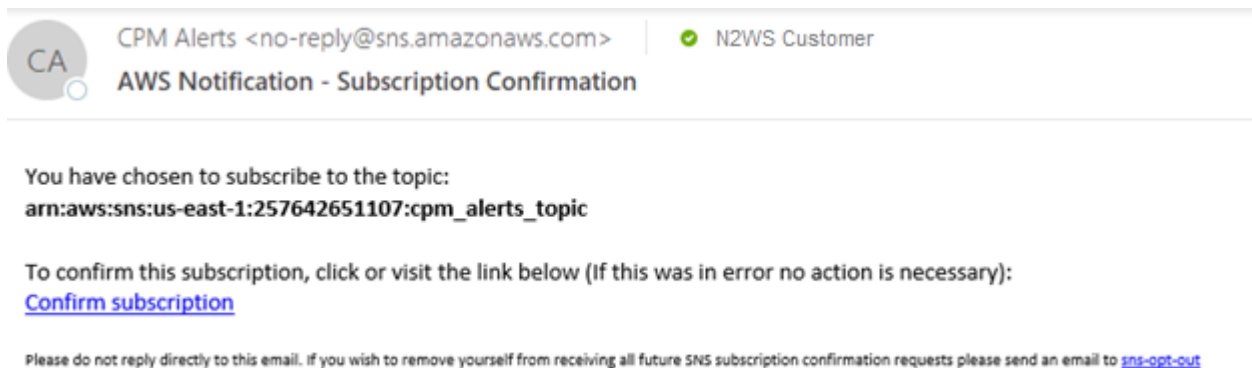 CA
CPM Alerts <no-reply@sns.amazonaws.com>
N2WS Customer
AWS Notification - Subscription Confirmation
You have chosen to subscribe to the topic:
arn:aws:sns:us-east-1:257642651107:cpm_alerts_topic
To confirm this subscription, click or visit the link below (If this was in error no action is necessary):
Confirm subscription
Please do not reply directly to this email. If you wish to remove yourself from receiving all future SNS subscription confirmation requests please send an email to sns-opt-out